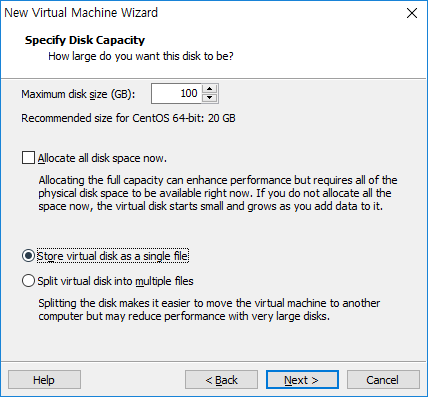 New Virtual Machine Wizard
Specify Disk Capacity
How large do you want this disk to be?
Maximum disk size (GB): 100
Recommended size for CentOS 64-bit: 20 GB
Allocate all disk space now.
Allocating the full capacity can enhance performance but requires all of the
physical disk space to be available right now. If you do not allocate all the
space now, the virtual disk starts small and grows as you add data to it.
Store virtual disk as a single file
Split virtual disk into multiple files
Splitting the disk makes it easier to move the virtual machine to another
computer but may reduce performance with very large disks.
Help < Back Next > Cancel